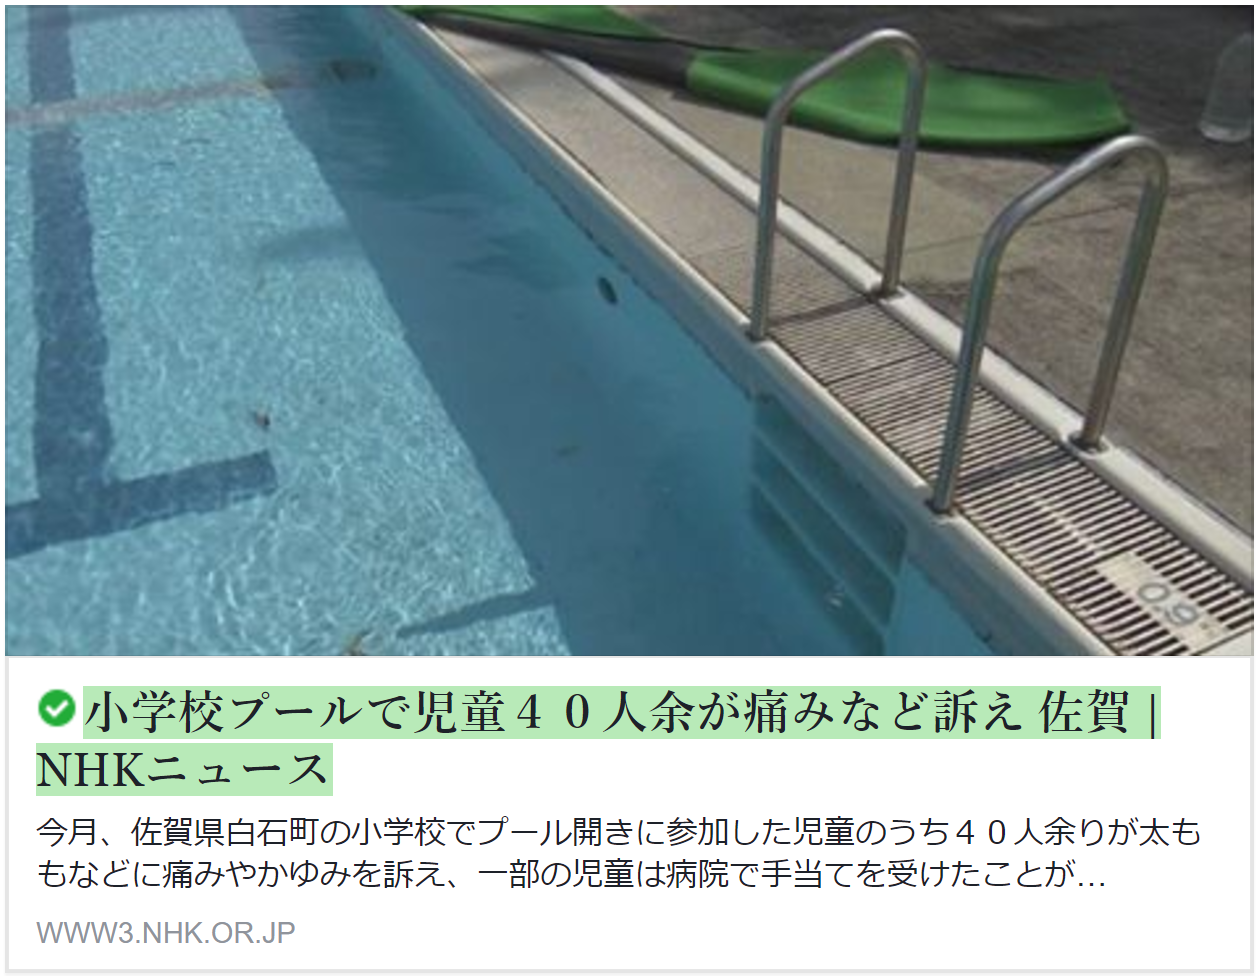 0.9
小学校プールで児童４０人余が痛みなど訴え 佐賀 |
NHKニュース
今月、佐賀県白石町の小学校でプール開きに参加した児童のうち４０人余りが太も
もなどに痛みやかゆみを訴え、一部の児童は病院で手当てを受けたことが…
WWW3.NHK.OR.JP